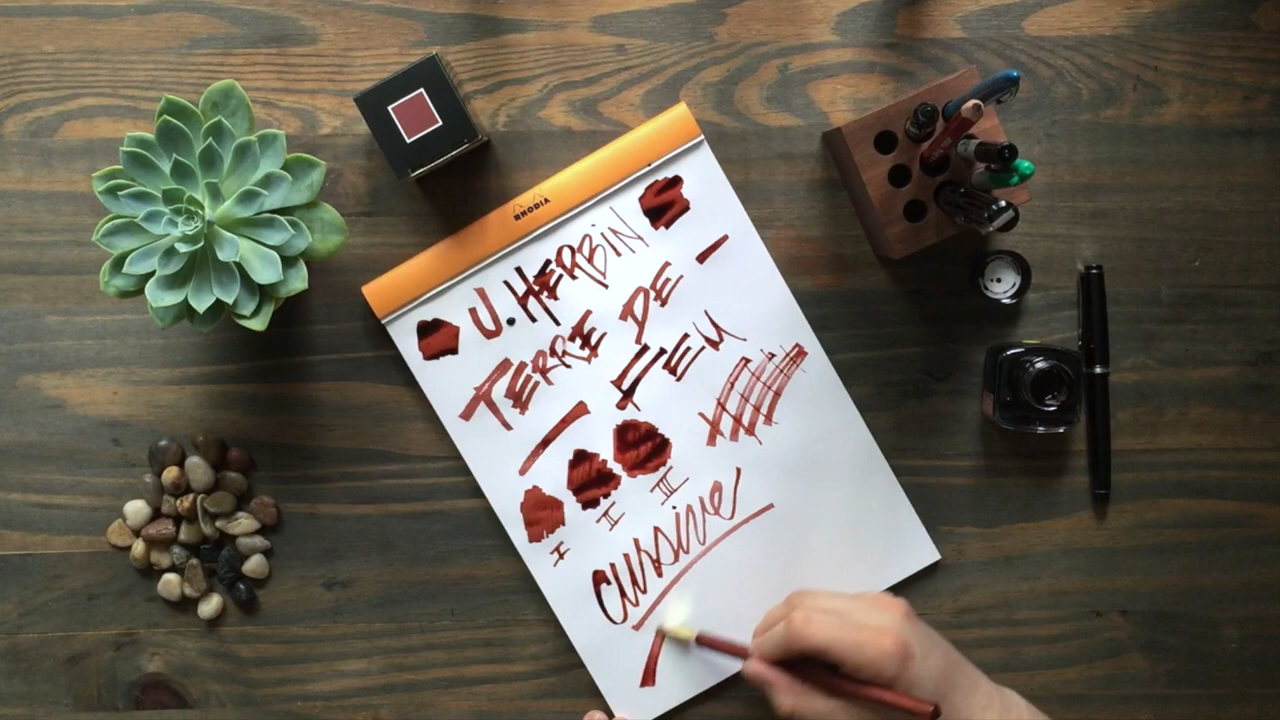 RHODIA
J. HERBIN
TERRE DE
FEU
I II III
cursive